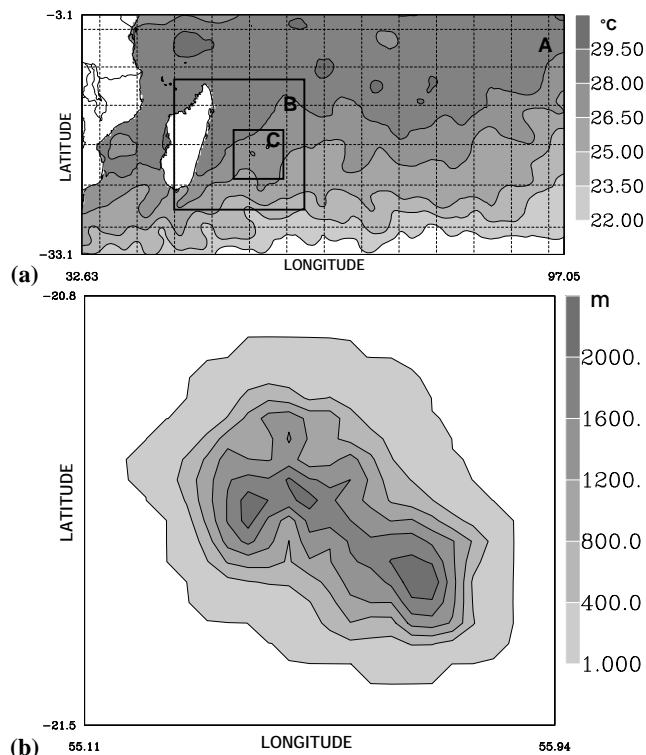 -3.1
°C
A
29.50
28.00
B
26.50
LATITUDE
C
25.00
23.50
22.00
-33.1
LONGITUDE
(a)
32.63
97.05
-20.8
m
2000.
1600.
1200.
LATITUDE
800.0
400.0
1.000
-21.5
55.11
LONGITUDE
55.94
(b)